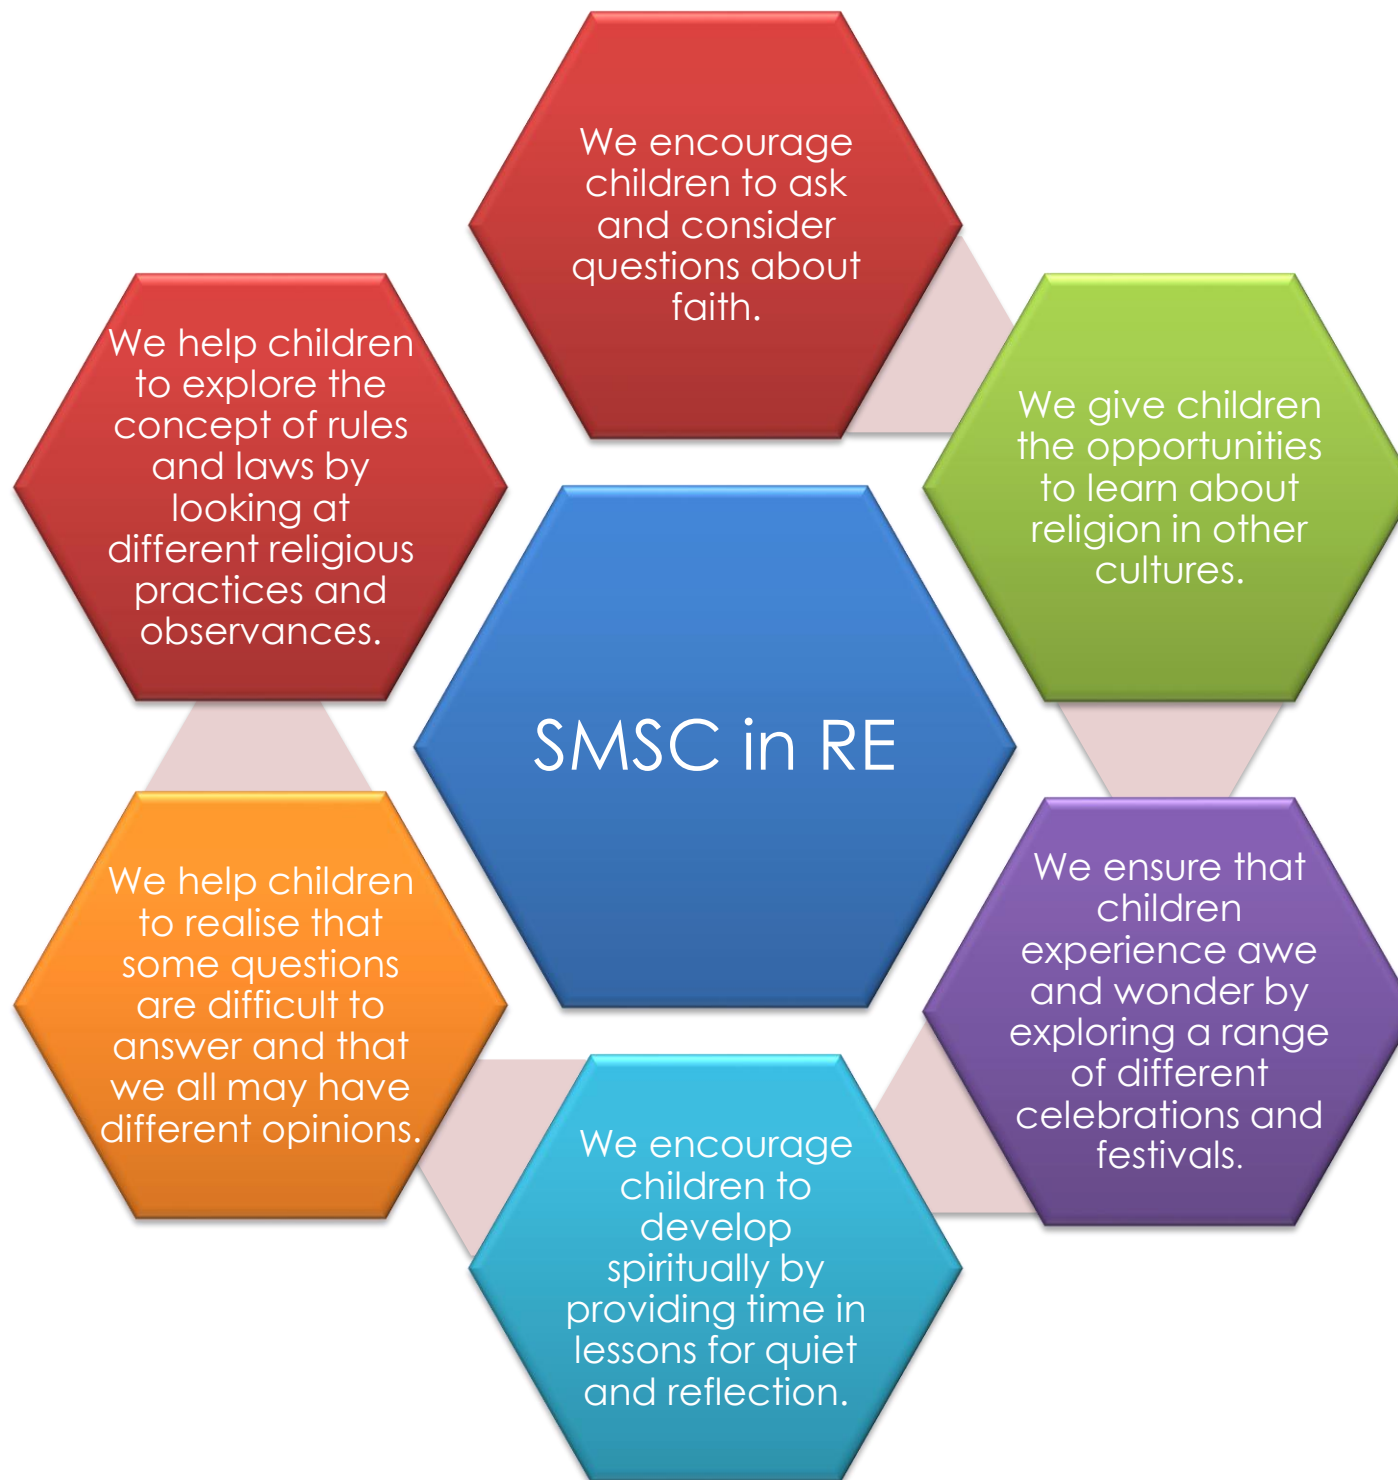 We encourage
children to ask
and consider
questions about
faith.
We give children
the opportunities
to learn about
religion in other
cultures.
We ensure that
children
experience awe
and wonder by
exploring a range
of different
celebrations and
festivals.
We encourage
children to
develop
spiritually by
providing time in
lessons for quiet
and reflection.
We help children
to realise that
some questions
are difficult to
answer and that
we all may have
different opinions.
We help children
to explore the
concept of rules
and laws by
looking at
different religious
practices and
observances.
SMSC in RE